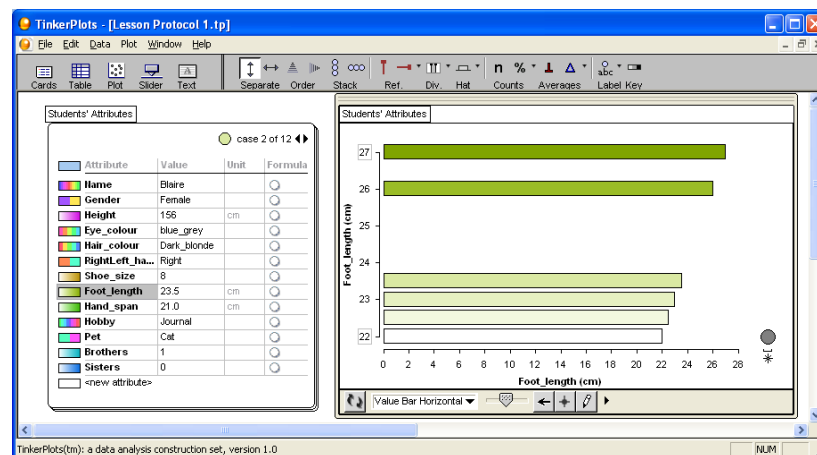 TinkerPlots - [Lesson Protocol 1.tp]
File Edit Data Plot Window Help
n % abc
Cards Table Plot Slider Text Separate Order Stack Ref. Div. Hat Counts Averages Label Key
Students' Attributes
case 2 of 12
Attribute Value Unit Formula
Name Blaire
Gender Female
Height 156 cm
Eye_colour blue_grey
Hair_colour Dark_blonde
RightLeft_ha... Right
Shoe_size 8
Foot_length 23.5 cm
Hand_span 21.0 cm
Hobby Journal
Pet Cat
Brothers 1
Sisters 0
<new attribute>
Students' Attributes
27
26
25
24
23
22
Foot_length (cm)
0 2 4 6 8 10 12 14 16 18 20 22 24 26 28
Foot_length (cm)
Value Bar Horizontal
TinkerPlots(tm): a data analysis construction set, version 1.0
NUM